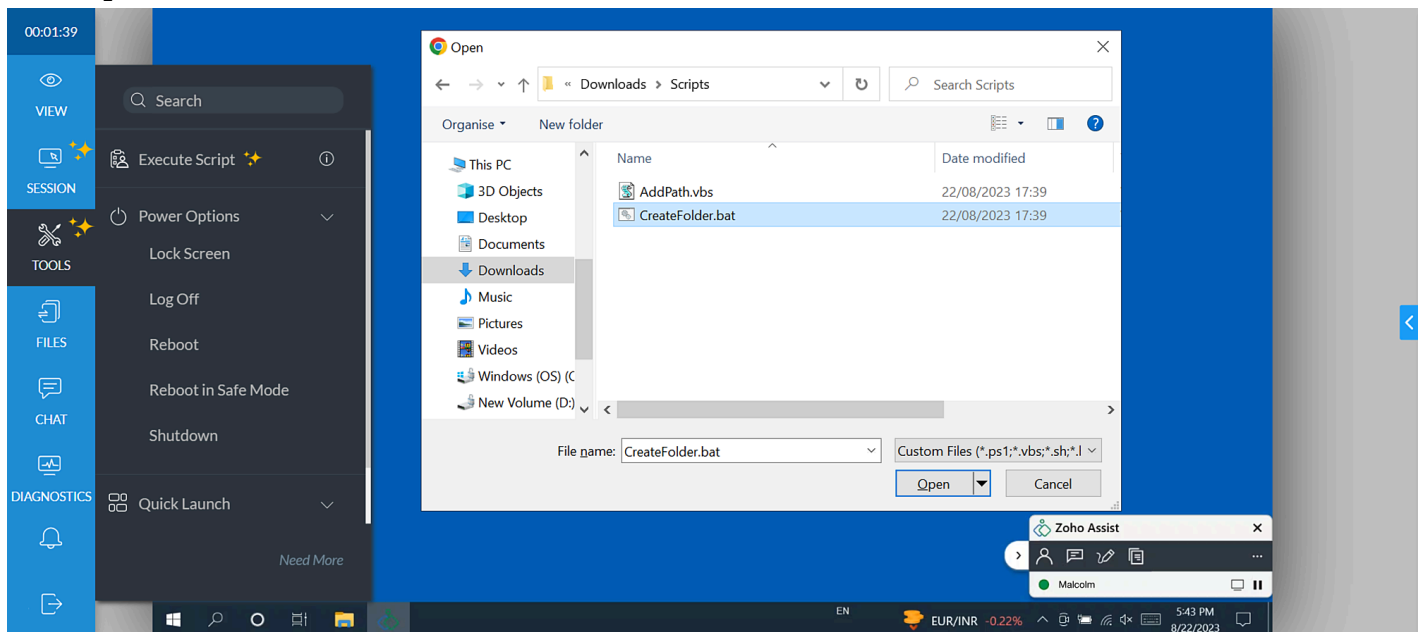 00:01:39
VIEW
SESSION
TOOLS
FILES
CHAT
DIAGNOSTICS
Search
Execute Script
Power Options
Lock Screen
Log Off
Reboot
Reboot in Safe Mode
Shutdown
Quick Launch
Need More
Open
« Downloads > Scripts
Search Scripts
Organise
New folder
?
This PC
3D Objects
Desktop
Documents
Downloads
Music
Pictures
Videos
Windows (OS) (C
New Volume (D:)
Name Date modified
AddPath.vbs 22/08/2023 17:39
CreateFolder.bat 22/08/2023 17:39
File name: CreateFolder.bat
Custom Files (*.ps1;*.vbs;*.sh;*.l
Open Cancel
Zoho Assist
Malcolm
EN
EUR/INR -0.22%
5:43 PM
8/22/2023